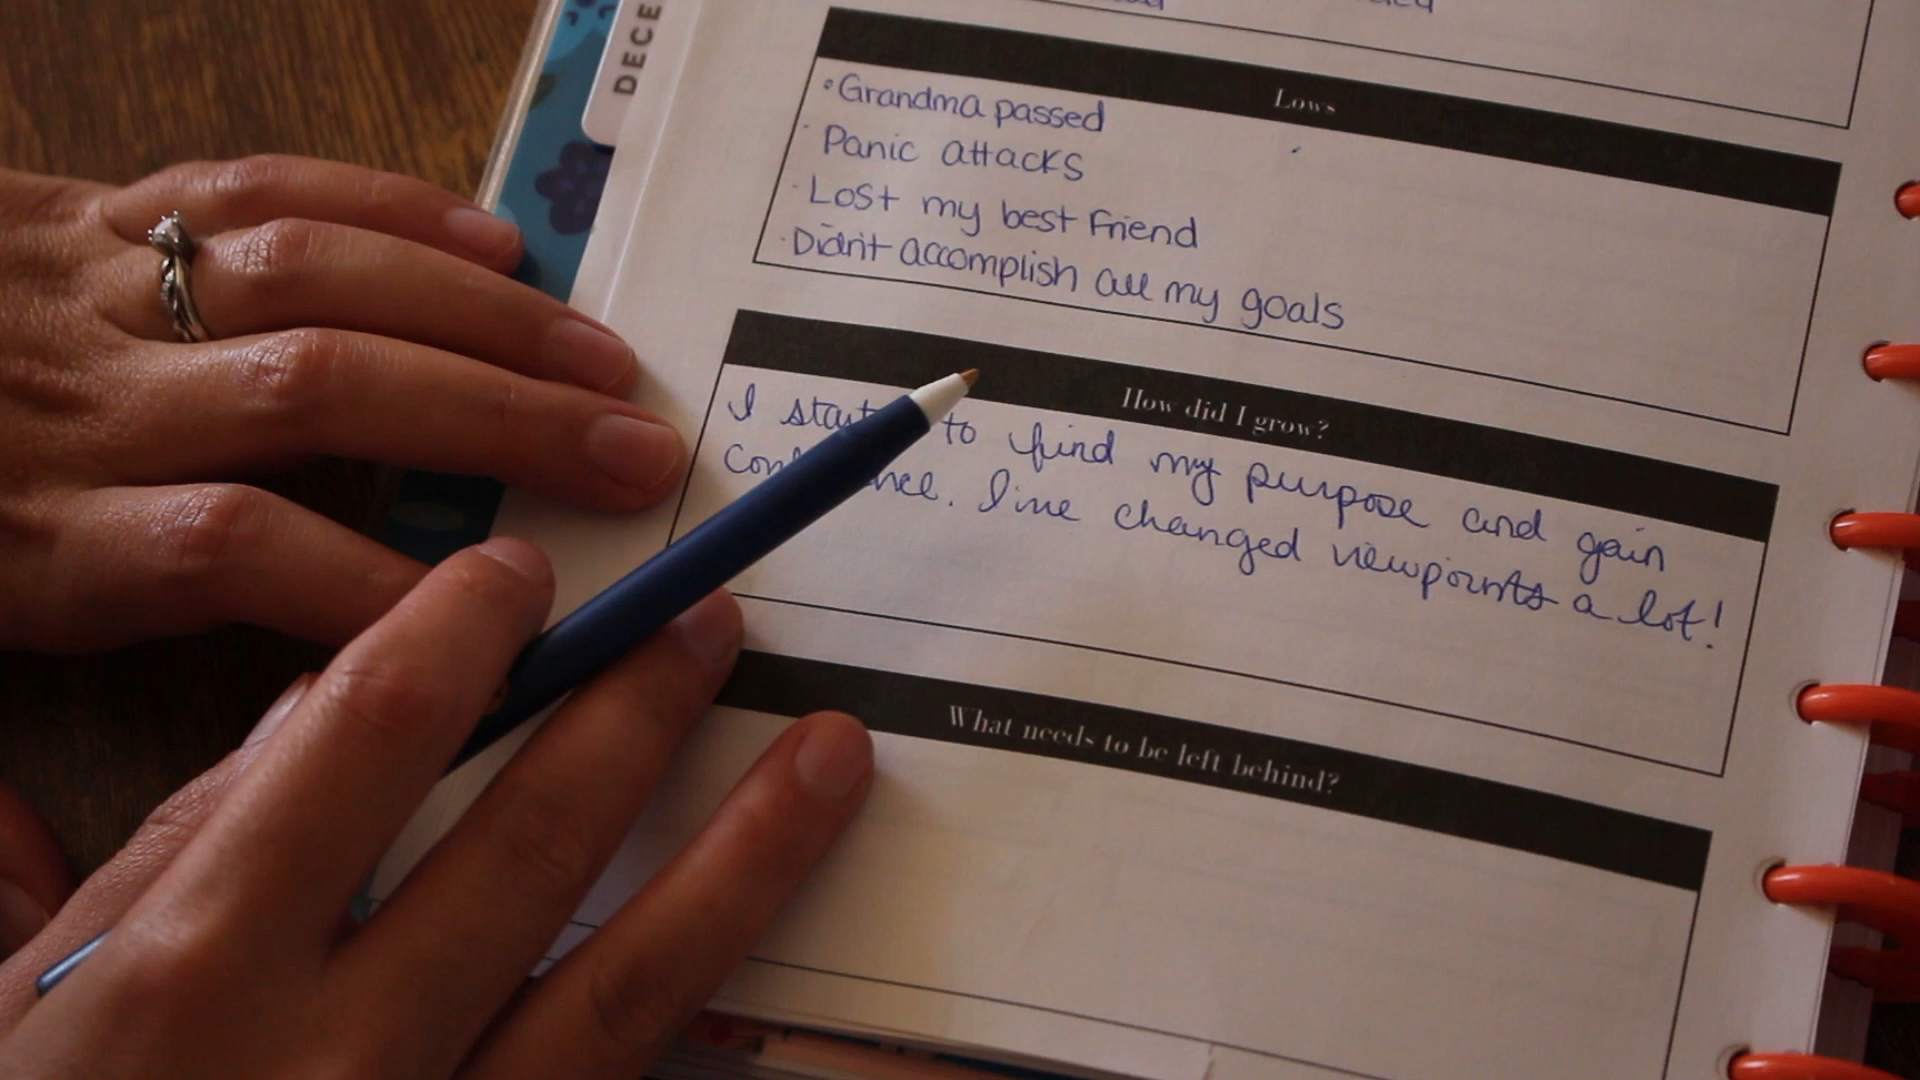 DECE
Lows
Grandma passed
Panic attacks
Lost my best friend
Didn't accomplish all my goals
How did I grow?
I to find my purpose and gain
I've changed viewpoints a lot!
What needs to be left behind?